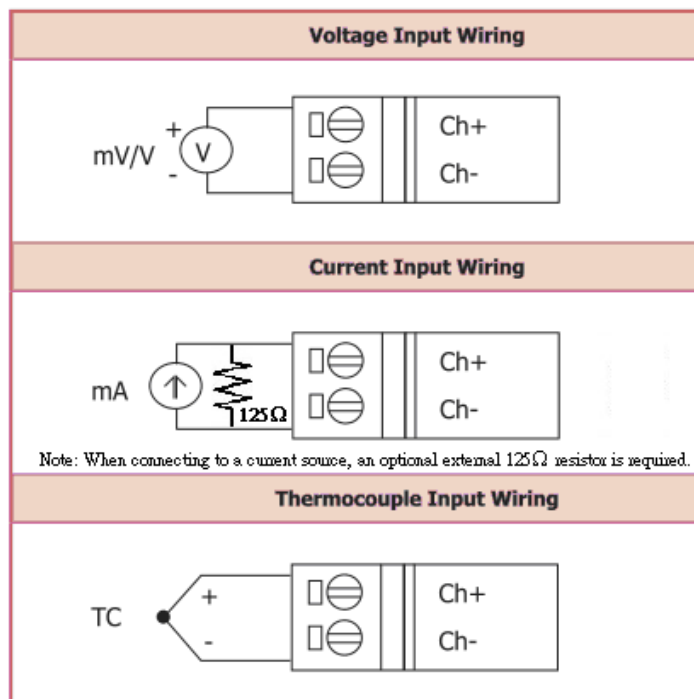 Voltage Input Wiring
+
mV/V
V
-
Ch+
Ch-
Current Input Wiring
mA
125Ω
Ch+
Ch-
Note: When connecting to a current source, an optional external 125Ω resistor is required.
Thermocouple Input Wiring
TC
+
-
Ch+
Ch-